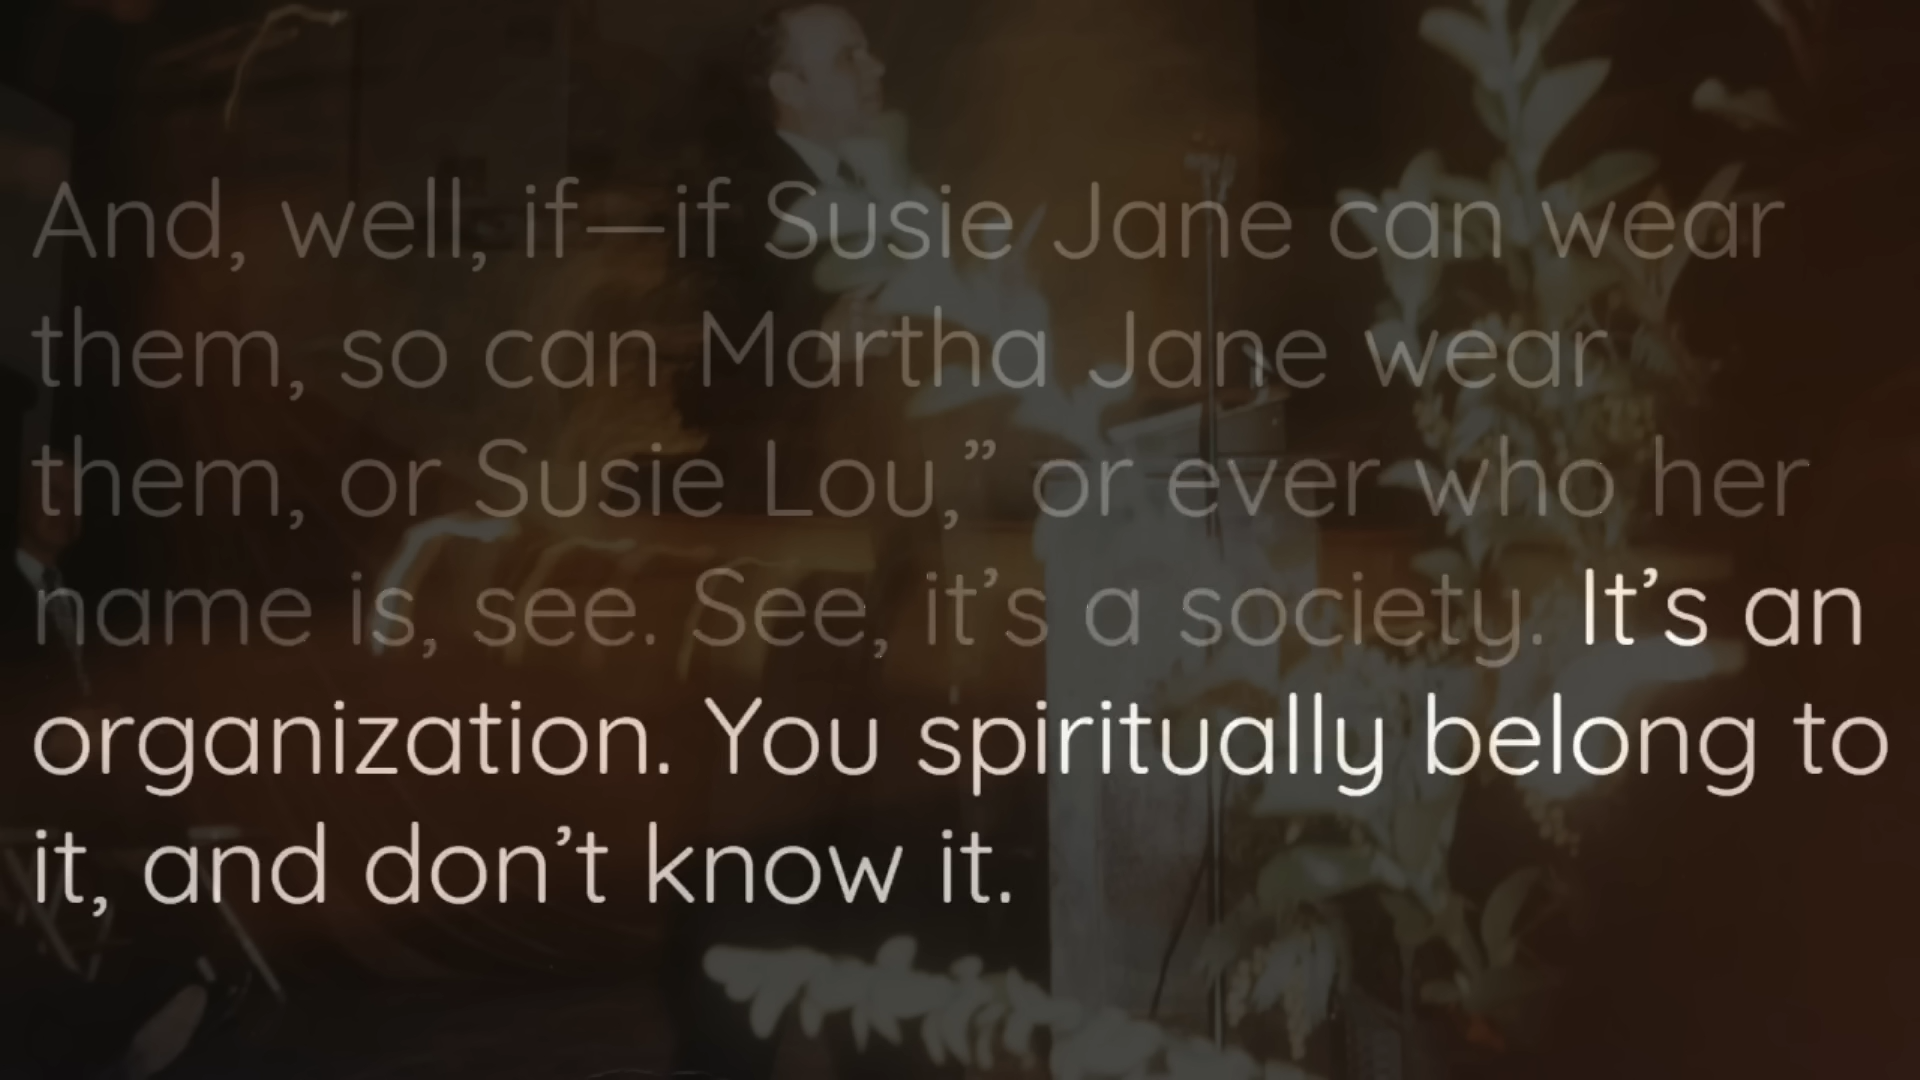 And, well, if—if Susie Jane can wear
them, so can Martha Jane wear
them, or Susie Lou,” or ever who her
name is, see. See, it’s a society. It’s an
organization. You spiritually belong to
it, and don’t know it.